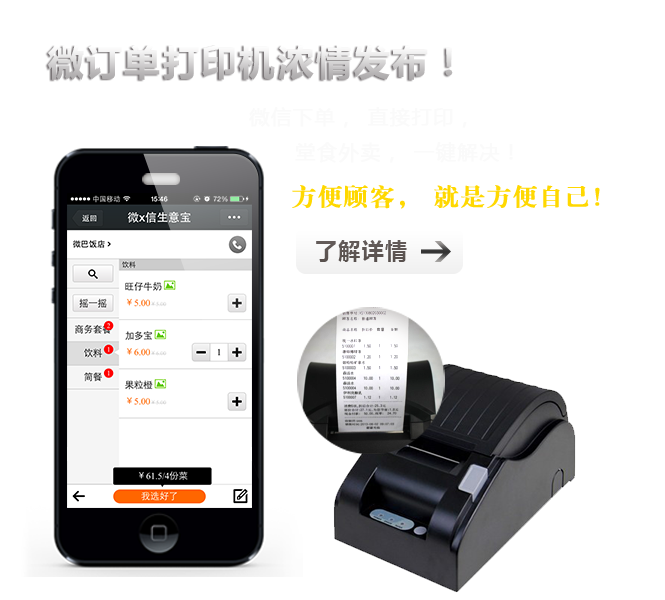 微订单打印机浓情发布！
微信下单， 直接打印，
堂食外卖， 一键解决！
方便顾客， 就是方便自己！
了解详情
中国移动 15:46 72%
返回 微x信生意宝
微巴饭店
饮料
摇一摇
旺仔牛奶
￥5.00
商务套餐 2
加多宝
￥6.00 1
饮料 1
简餐 1
果粒橙
￥5.00
￥61.5/4份菜
我选好了